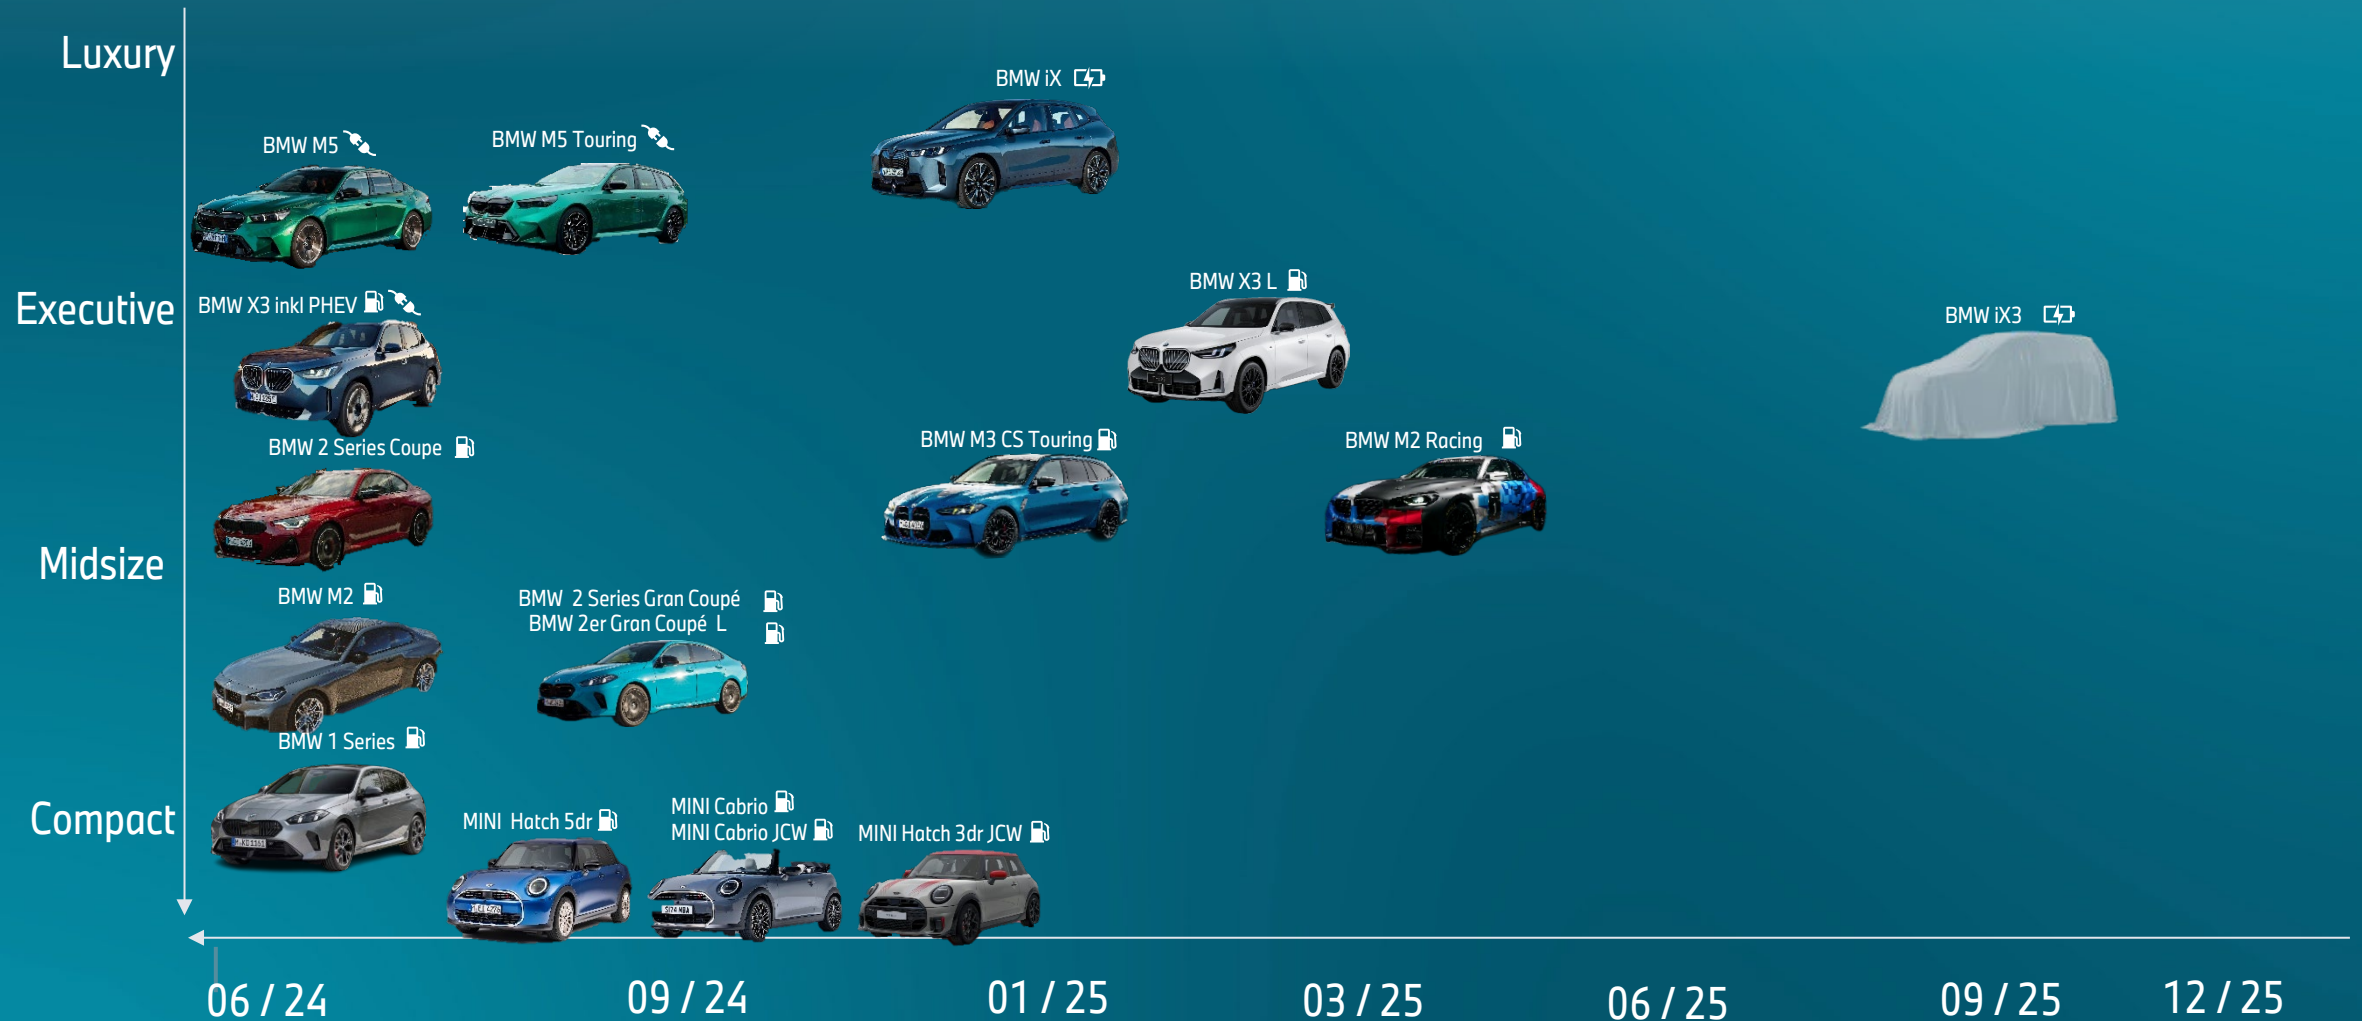 Luxury
BMW iX
BMW M5
BMW M5 Touring
BMW X3 L
Executive
BMW X3 inkl PHEV
BMW iX3
BMW 2 Series Coupe
BMW M3 CS Touring
BMW M2 Racing
Midsize
BMW M2
BMW 2 Series Gran Coupé
BMW 2er Gran Coupé L
BMW 1 Series
Compact
MINI Hatch 5dr
MINI Cabrio
MINI Cabrio JCW
MINI Hatch 3dr JCW
06 / 24
09 / 24
01 / 25
03 / 25
06 / 25
09 / 25
12 / 25